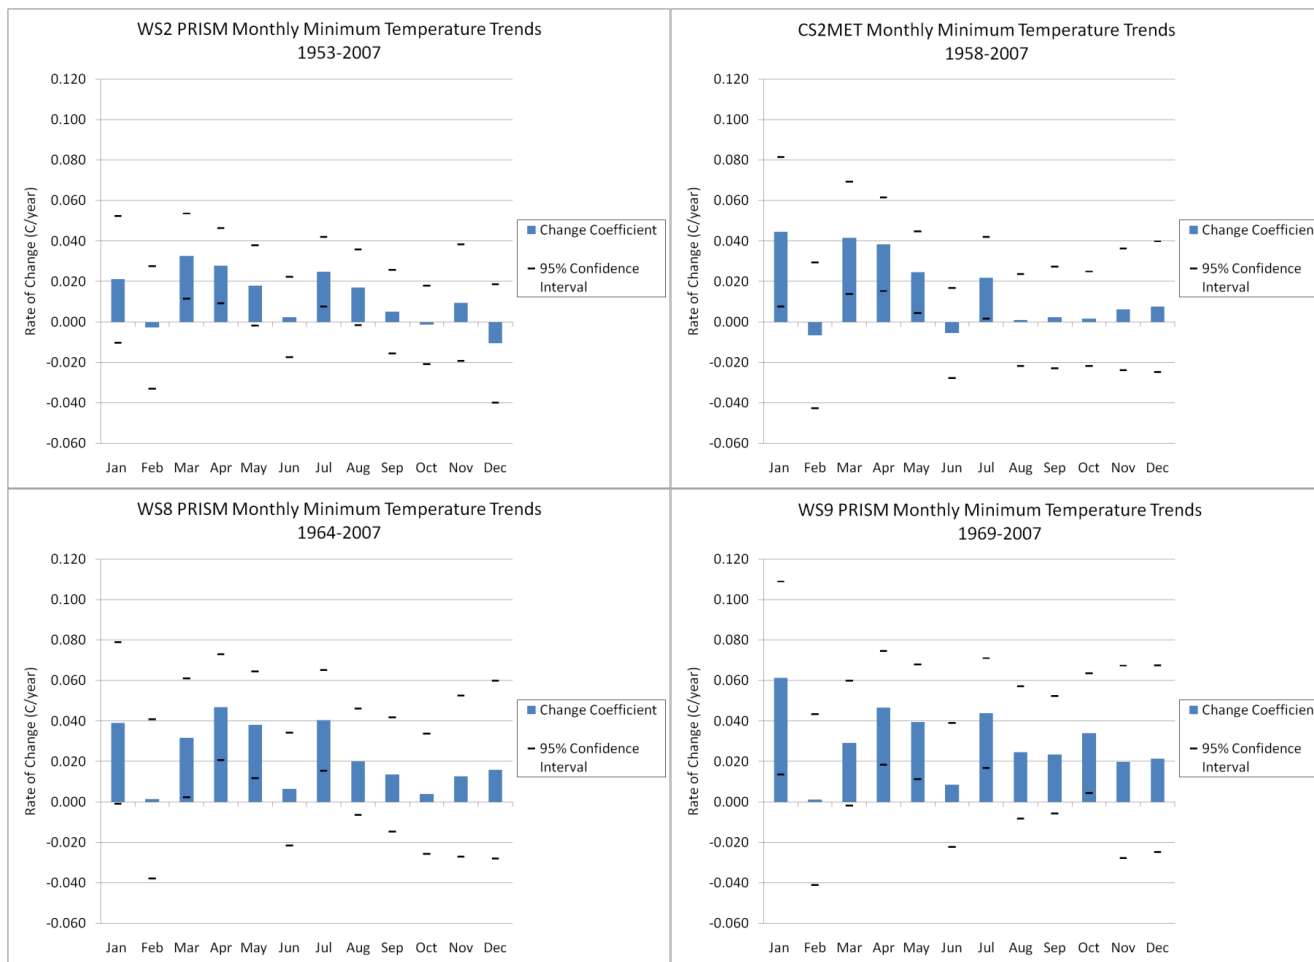 WS2 PRISM Monthly Minimum Temperature Trends
1953-2007
Rate of Change (C/year)
0.120
0.100
0.080
0.060
0.040
0.020
0.000
-0.020
-0.040
-0.060
Jan Feb Mar Apr May Jun Jul Aug Sep Oct Nov Dec
Change Coefficient
95% Confidence
Interval
CS2MET Monthly Minimum Temperature Trends
1958-2007
Rate of Change (C/year)
0.120
0.100
0.080
0.060
0.040
0.020
0.000
-0.020
-0.040
-0.060
Jan Feb Mar Apr May Jun Jul Aug Sep Oct Nov Dec
Change Coefficien
95% Confidence
Interval
WS8 PRISM Monthly Minimum Temperature Trends
1964-2007
Rate of Change (C/year)
0.120
0.100
0.080
0.060
0.040
0.020
0.000
-0.020
-0.040
-0.060
Jan Feb Mar Apr May Jun Jul Aug Sep Oct Nov Dec
Change Coefficient
95% Confidence
Interval
WS9 PRISM Monthly Minimum Temperature Trends
1969-2007
Rate of Change (C/year)
0.120
0.100
0.080
0.060
0.040
0.020
0.000
-0.020
-0.040
-0.060
Jan Feb Mar Apr May Jun Jul Aug Sep Oct Nov Dec
Change Coefficien
95% Confidence
Interval